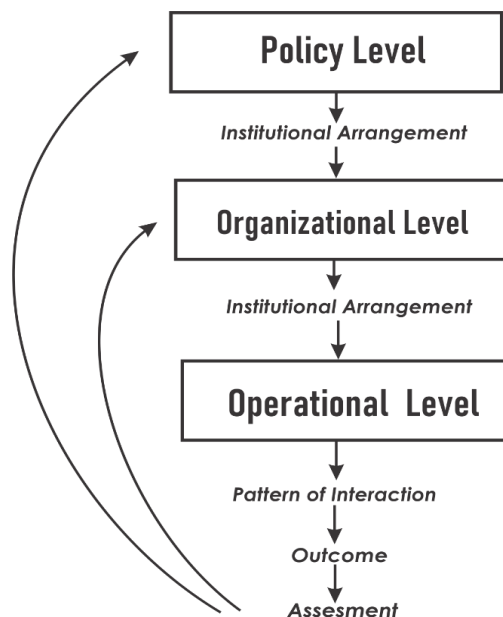 Policy Level
Institutional Arrangement
Organizational Level
Institutional Arrangement
Operational Level
Pattern of Interaction
Outcome
Assesment